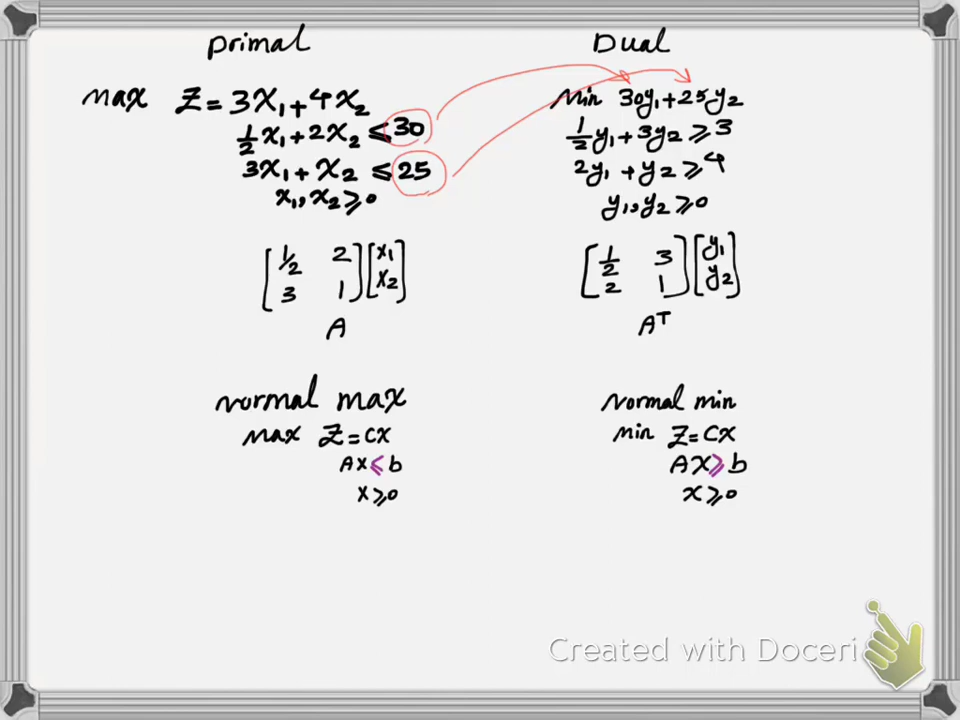 Primal
max Z = 3X₁ + 4X₂
1/2 X₁ + 2X₂ ≤ 30
3X₁ + X₂ ≤ 25
x₁, x₂ ≥ 0
[1/2 2] [x₁]
[3 1] [x₂]
A
normal max
max Z = cx
Ax ≤ b
x ≥ 0
Dual
Min 30y₁ + 25y₂
1/2 y₁ + 3y₂ ≥ 3
2y₁ + y₂ ≥ 4
y₁, y₂ ≥ 0
[1/2 3] [y₁]
[2 1] [y₂]
Aᵀ
normal min
min Z = cx
Ax ≥ b
x ≥ 0
Created with Doceri